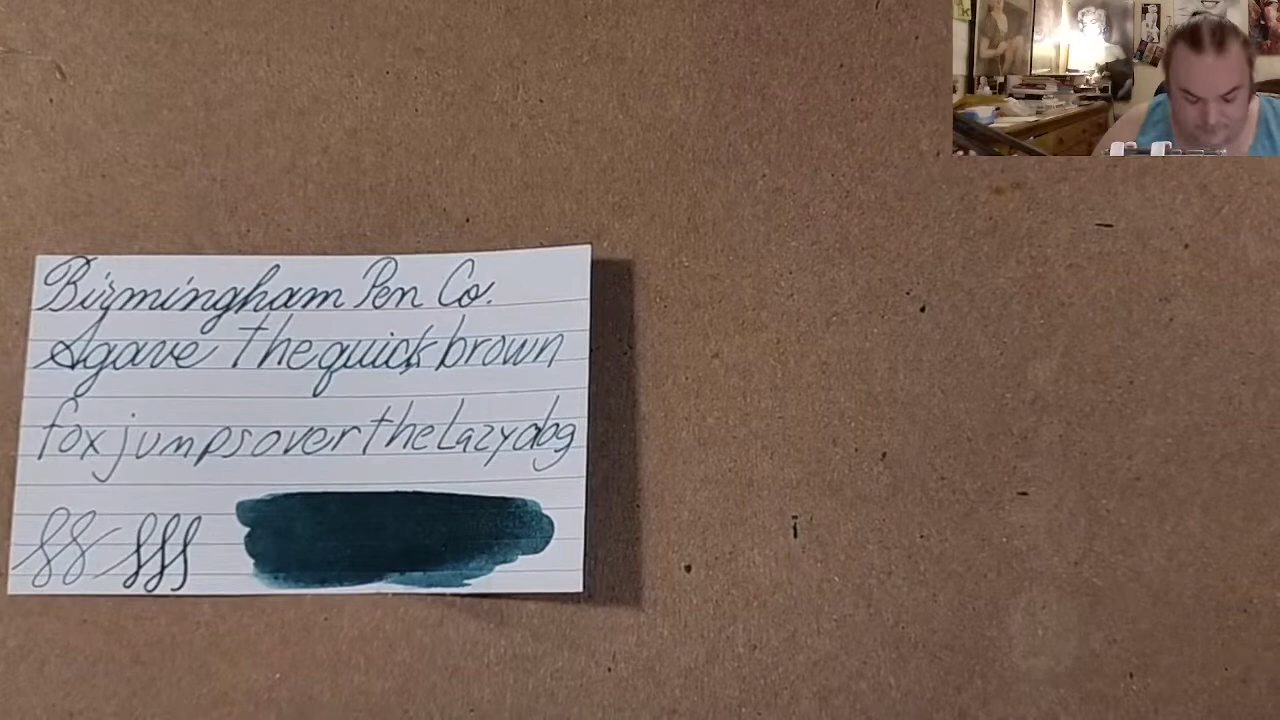 Birmingham Pen Co.
Agave The quick brown
fox jumps over the Lazy dog